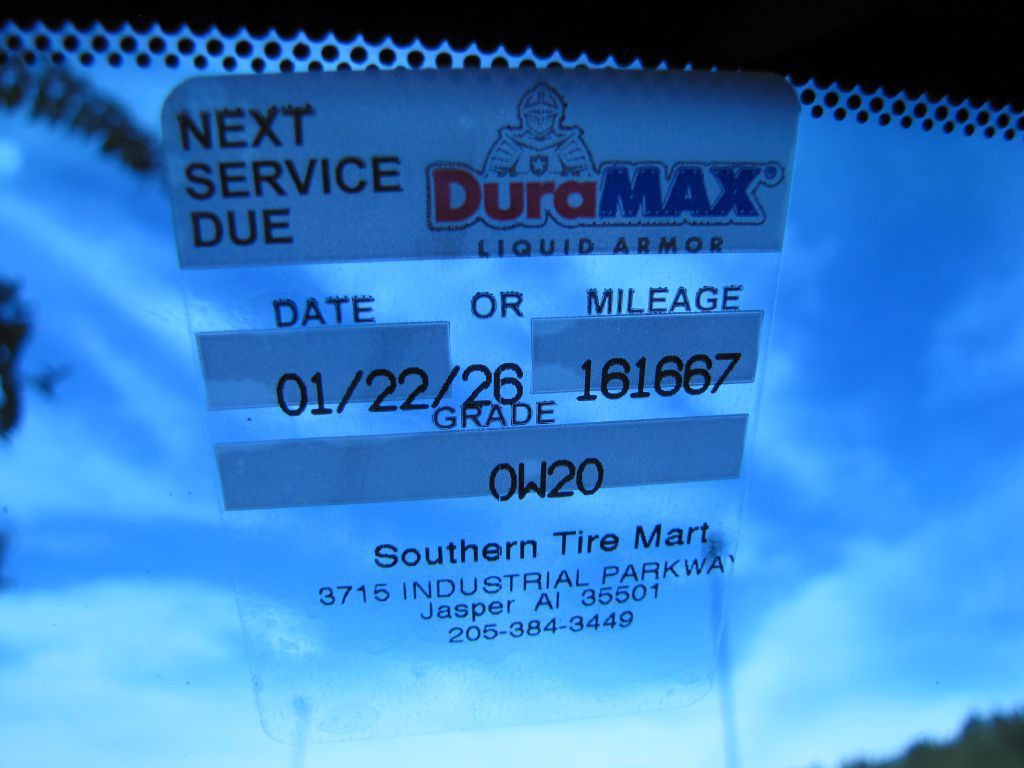 NEXT
SERVICE
DUE
DuraMAX®
LIQUID ARMOR
DATE OR MILEAGE
01/22/26 161667
GRADE
0W20
Southern Tire Mart
3715 INDUSTRIAL PARKWAY
Jasper Al 35501
205-384-3449